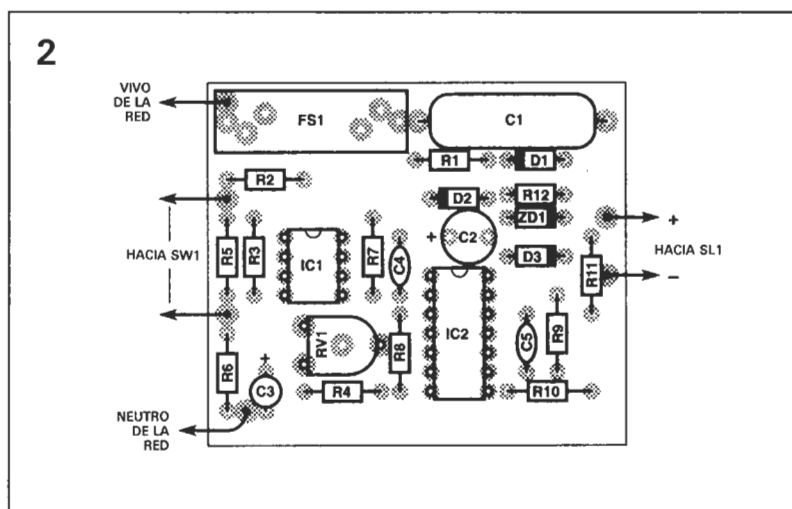 2
VIVO
DE LA
RED
FS1
C1
R1
D1
R2
D2
R12
ZD1
+
HACIA SW1
R5
R3
IC1
R7
C4
+
C2
D3
R11
HACIA SL1
−
RV1
R8
IC2
C5
R9
R6
+
C3
R4
R10
NEUTRO
DE LA
RED